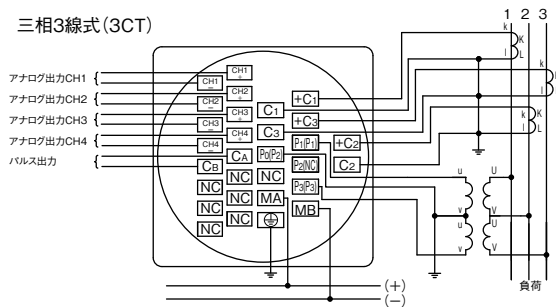 三相3線式(3CT)
1 2 3
k K
l L
k
l L
k K
l L
アナログ出力CH1
アナログ出力CH2
アナログ出力CH3
アナログ出力CH4
パルス出力
CH1 +
CH1 −
CH2 +
CH2 −
CH3 +
CH3 −
CH4 +
CH4 −
CA
CB
NC
NC
NC
NC
NC
NC
C1
+C1
C3
+C3
P1(P1)
+C2
P0(P2)
P2(NC)
C2
NC
P3(P3)
MA
MB
u U
v V
u U
v V
負荷
(+)
(−)